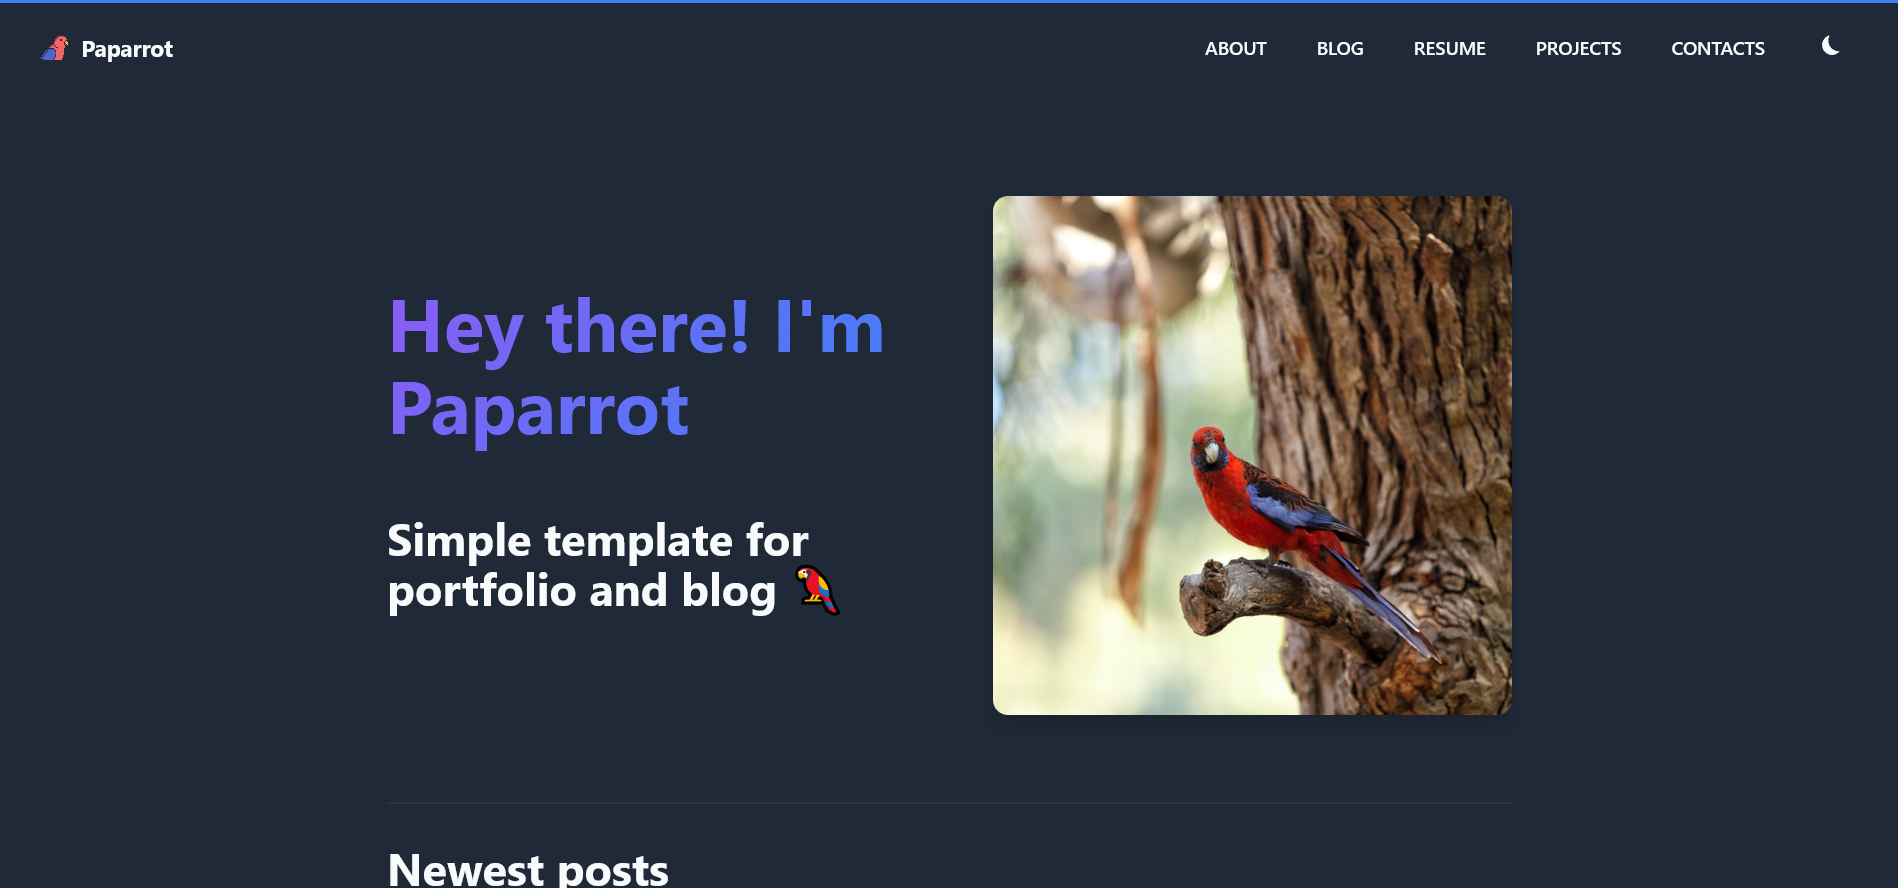 Paparrot
ABOUT BLOG RESUME PROJECTS CONTACTS
Hey there! I'm
Paparrot
Simple template for
portfolio and blog 🦜
Newest posts